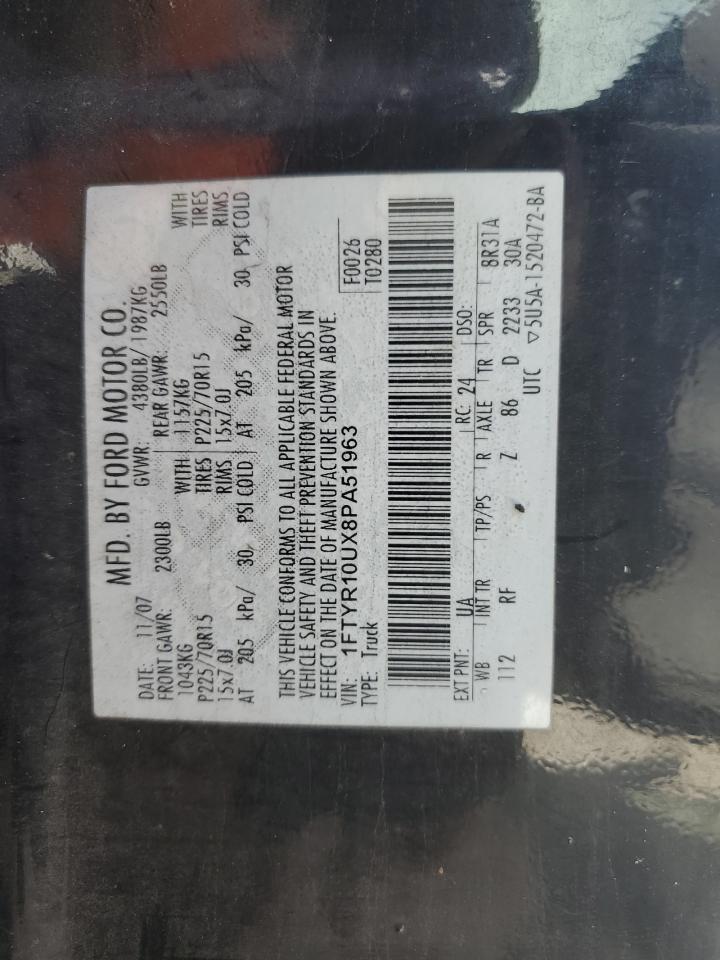 MFD. BY FORD MOTOR CO.
DATE: 11/07 GVWR: 4380LB/ 1987KG
FRONT GAWR: 2300LB REAR GAWR: 2550LB
1043KG WITH 1157KG WITH
P225/70R15 TIRES P225/70R15 TIRES
15x7.0J RIMS 15x7.0J RIMS
AT 205 kPa/ 30 PSI COLD AT 205 kPa/ 30 PSI COLD
THIS VEHICLE CONFORMS TO ALL APPLICABLE FEDERAL MOTOR
VEHICLE SAFETY AND THEFT PREVENTION STANDARDS IN
EFFECT ON THE DATE OF MANUFACTURE SHOWN ABOVE.
VIN: 1FTYR10UX8PA51963 F0026
TYPE: Truck T0280
EXT PNT: UA RC: 24 DSO:
WB INT TR TP/PS R AXLE TR SPR 8R31A
112 RF Z 86 D 2233 30A
UTC ▽5U5A-1520472-BA